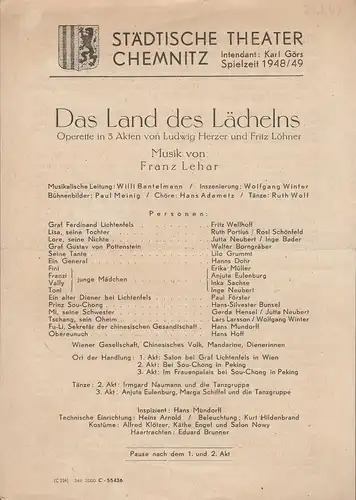 STÄDTISCHE THEATER
CHEMNITZ
Intendant: Karl Görs
Spielzeit 1948/49
Das Land des Lächelns
Operette in 3 Akten von Ludwig Herzer und Fritz Löhner
Musik von
Franz Lehar
Musikalische Leitung: Willi Bantelmann / Inszenierung: Wolfgang Winter
Bühnenbilder: Paul Meinig / Chöre: Hans Adametz / Tänze: Ruth Wolf
Personen:
Graf Ferdinand Lichtenfels . . . . Fritz Wellhoff
Lisa, seine Tochter . . . . Ruth Portius / Rosl Schönfeld
Lore, seine Nichte . . . . Jutta Neubert / Inge Bader
Graf Gustav von Pottenstein . . . . Walter Borngräber
Seine Tante . . . . Lilo Grummt
Ein General . . . . Hanns Dohr
Fini . . . . Erika Müller
Franzi . . . . Anjuta Eulenburg
Vally } junge Mädchen . . . . Inka Sachse
Toni . . . . Inge Neubert
Ein alter Diener bei Lichtenfels . . . . Paul Förster
Prinz Sou-Chong . . . . Hans-Silvester Bunsel
Mi, seine Schwester . . . . Gerda Hensel / Jutta Neubert
Tschang, sein Oheim . . . . Lars Larsson / Wolfgang Winter
Fu-Li, Sekretär der chinesischen Gesandschaft . Hans Mundorf
Obereunuch . . . . Hans Hoff
Wiener Gesellschaft, Chinesisches Volk, Mandarine, Dienerinnen
Ort der Handlung: 1. Akt: Salon bei Graf Lichtenfels in Wien
2. Akt: Bei Sou-Chong in Peking
3. Akt: Im Frauenpalais bei Sou-Chong in Peking
Tänze: 2. Akt: Irmgard Naumann und die Tanzgruppe
3. Akt: Anjuta Eulenburg, Marga Schiffel und die Tanzgruppe
Inspizient: Hans Mundorff
Technische Einrichtung: Heinz Arnold / Beleuchtung: Kurt Hildenbrand
Kostüme: Alfred Klötzer, Käthe Engel und Salon Nowy
Haartrachten: Eduard Brunner
Pause nach dem 1. und 2. Akt
C-55436